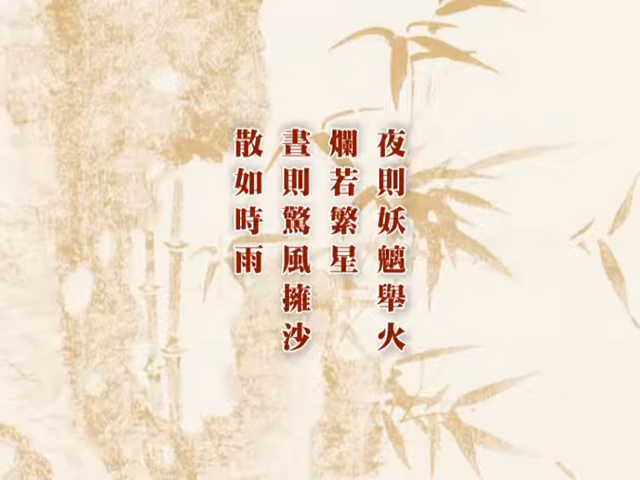 夜則妖魑舉火
爛若繁星
晝則驚風擁沙
散如時雨